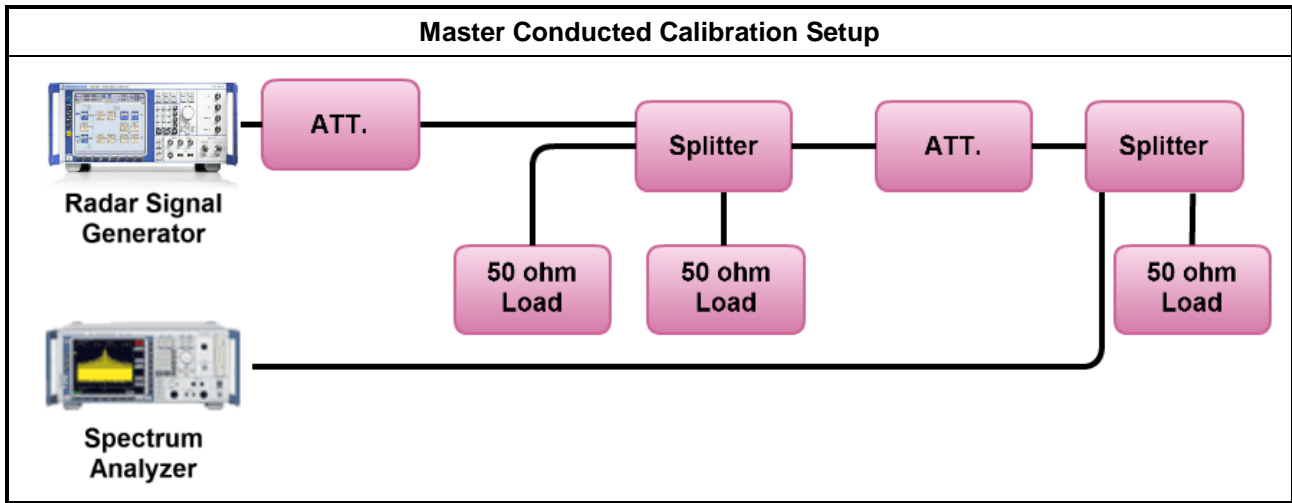 Master Conducted Calibration Setup
ATT.
Splitter
ATT.
Splitter
Radar Signal
Generator
50 ohm
Load
50 ohm
Load
50 ohm
Load
Spectrum
Analyzer